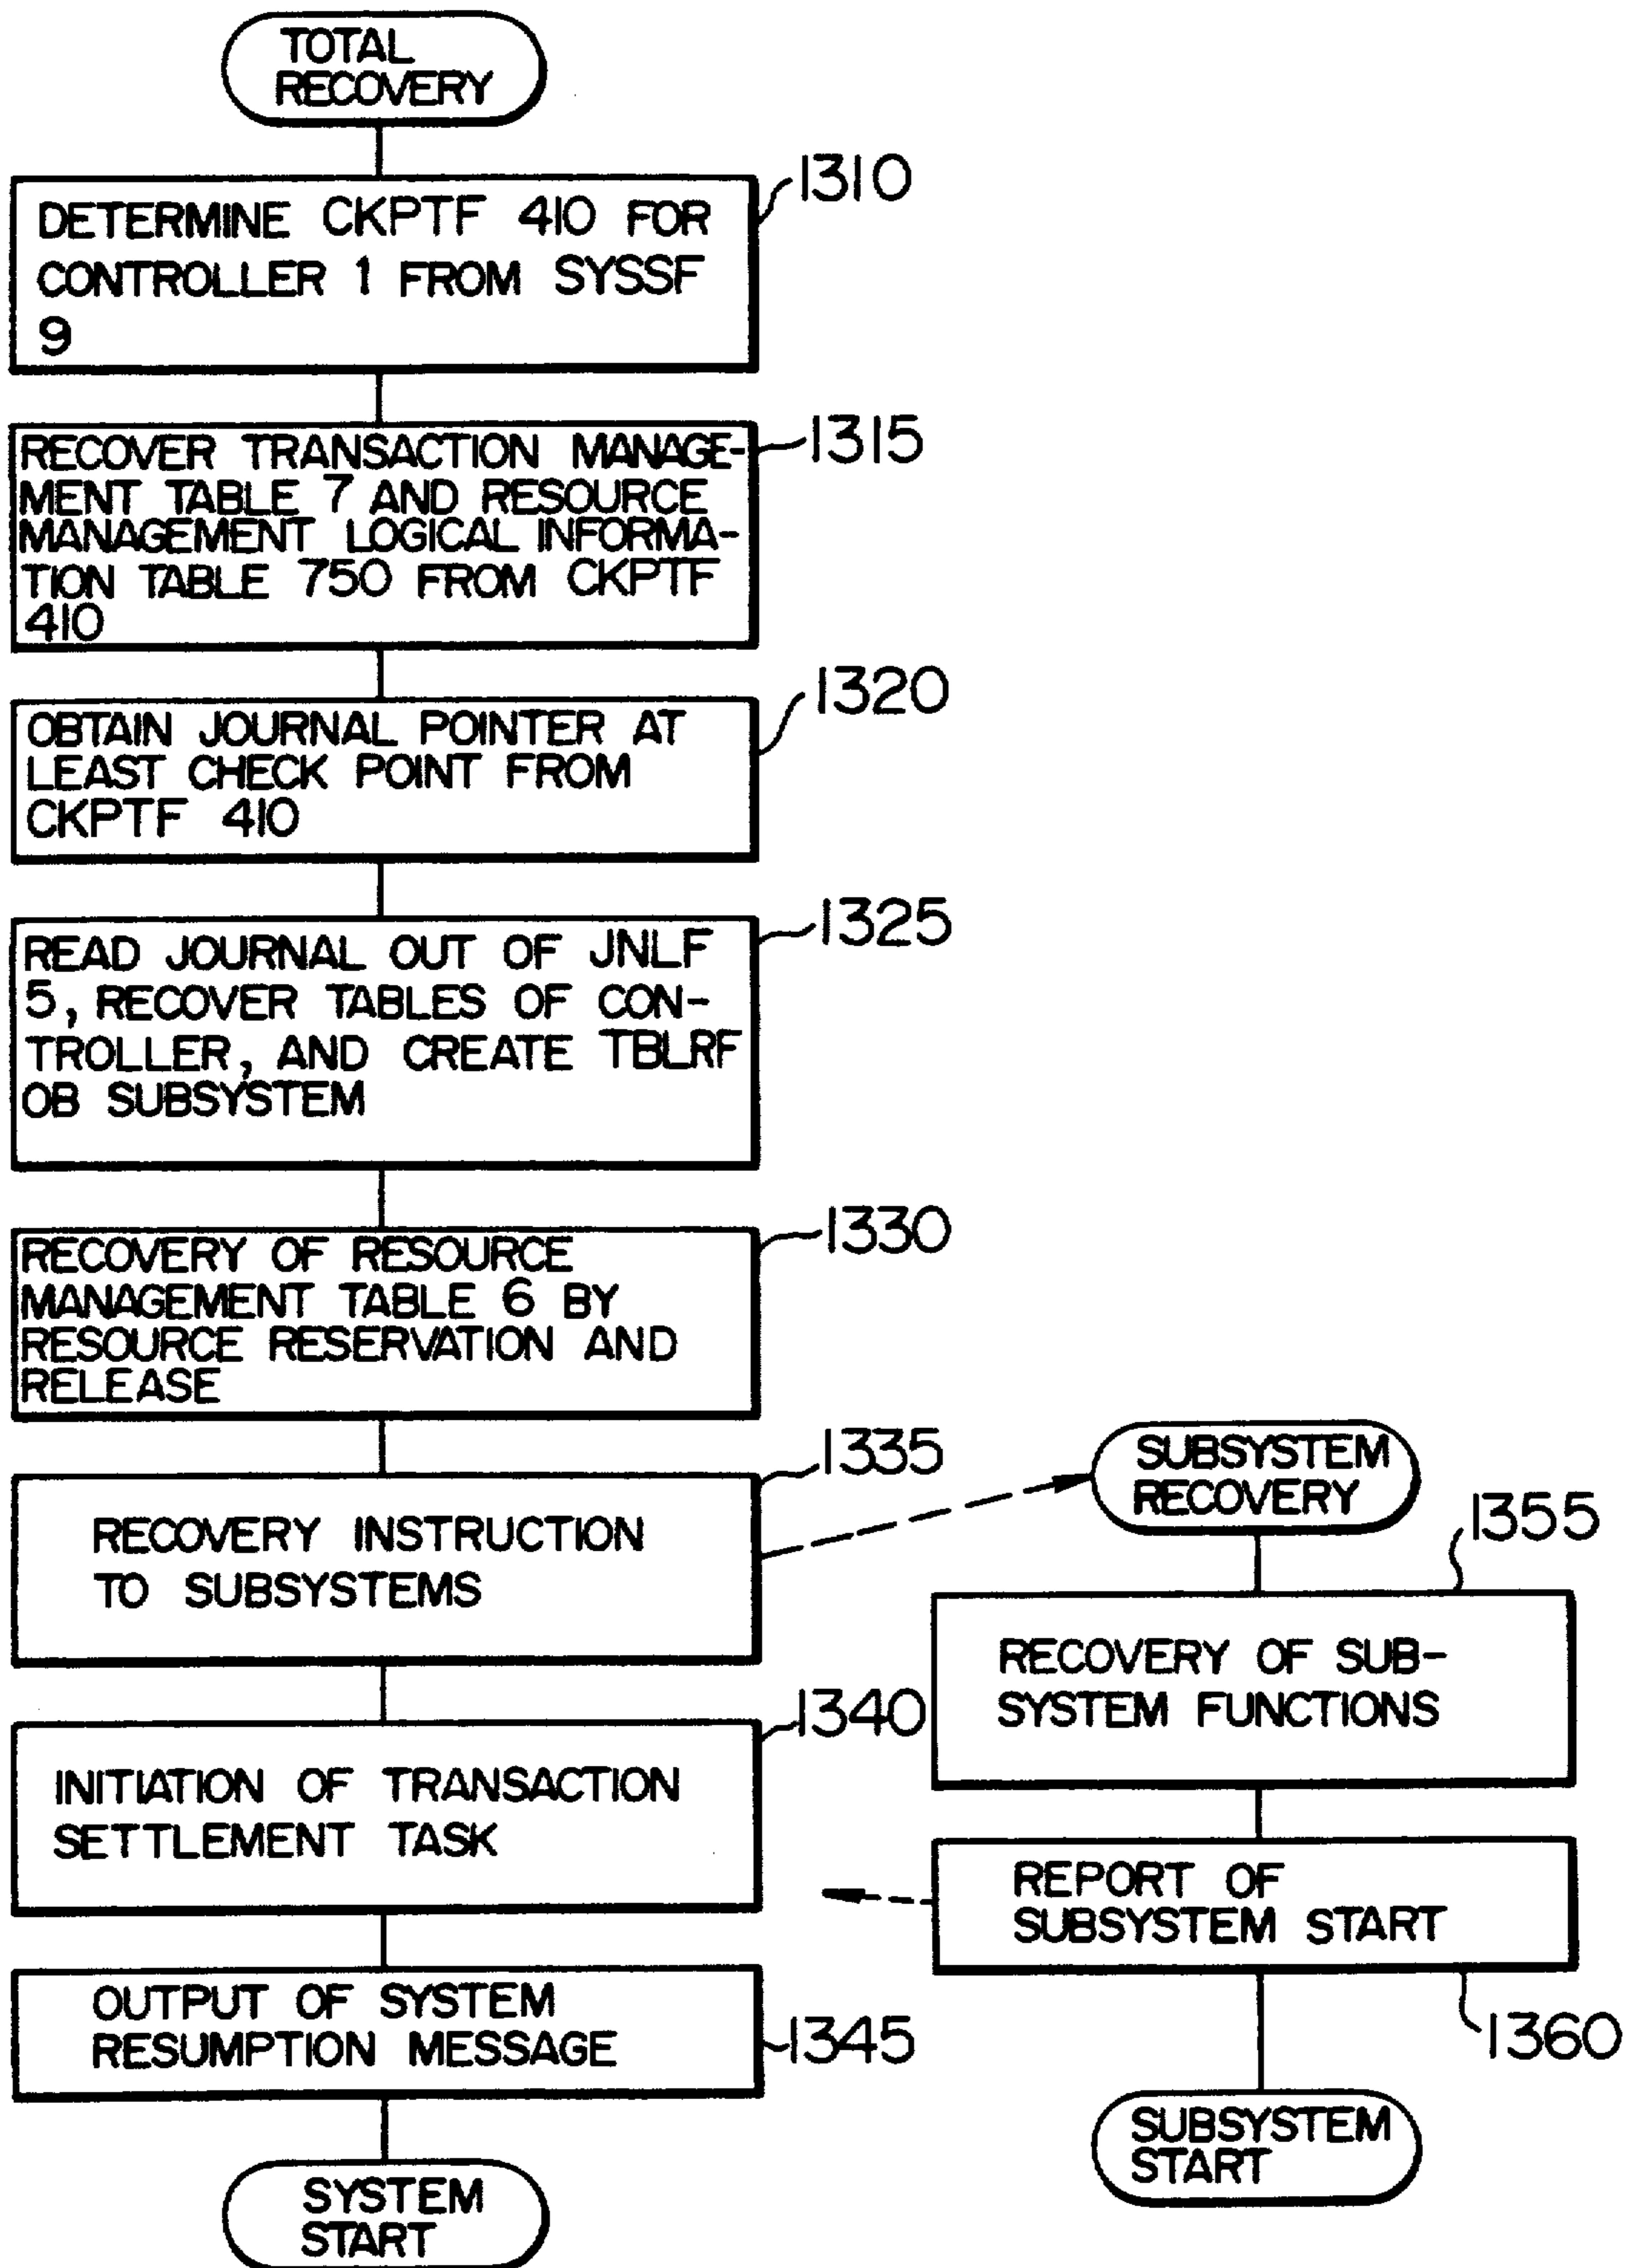 TOTAL
RECOVERY
1310
DETERMINE CKPTF 410 FOR
CONTROLLER 1 FROM SYSSF
9
1315
RECOVER TRANSACTION MANAGE-
MENT TABLE 7 AND RESOURCE
MANAGEMENT LOGICAL INFORMA-
TION TABLE 750 FROM CKPTF
410
1320
OBTAIN JOURNAL POINTER AT
LEAST CHECK POINT FROM
CKPTF 410
1325
READ JOURNAL OUT OF JNLF
5, RECOVER TABLES OF CON-
TROLLER, AND CREATE TBLRF
OB SUBSYSTEM
1330
RECOVERY OF RESOURCE
MANAGEMENT TABLE 6 BY
RESOURCE RESERVATION AND
RELEASE
1335
RECOVERY INSTRUCTION
TO SUBSYSTEMS
1340
INITIATION OF TRANSACTION
SETTLEMENT TASK
OUTPUT OF SYSTEM
RESUMPTION MESSAGE
1345
SYSTEM
START
SUBSYSTEM
RECOVERY
1355
RECOVERY OF SUB-
SYSTEM FUNCTIONS
REPORT OF
SUBSYSTEM START
1360
SUBSYSTEM
START